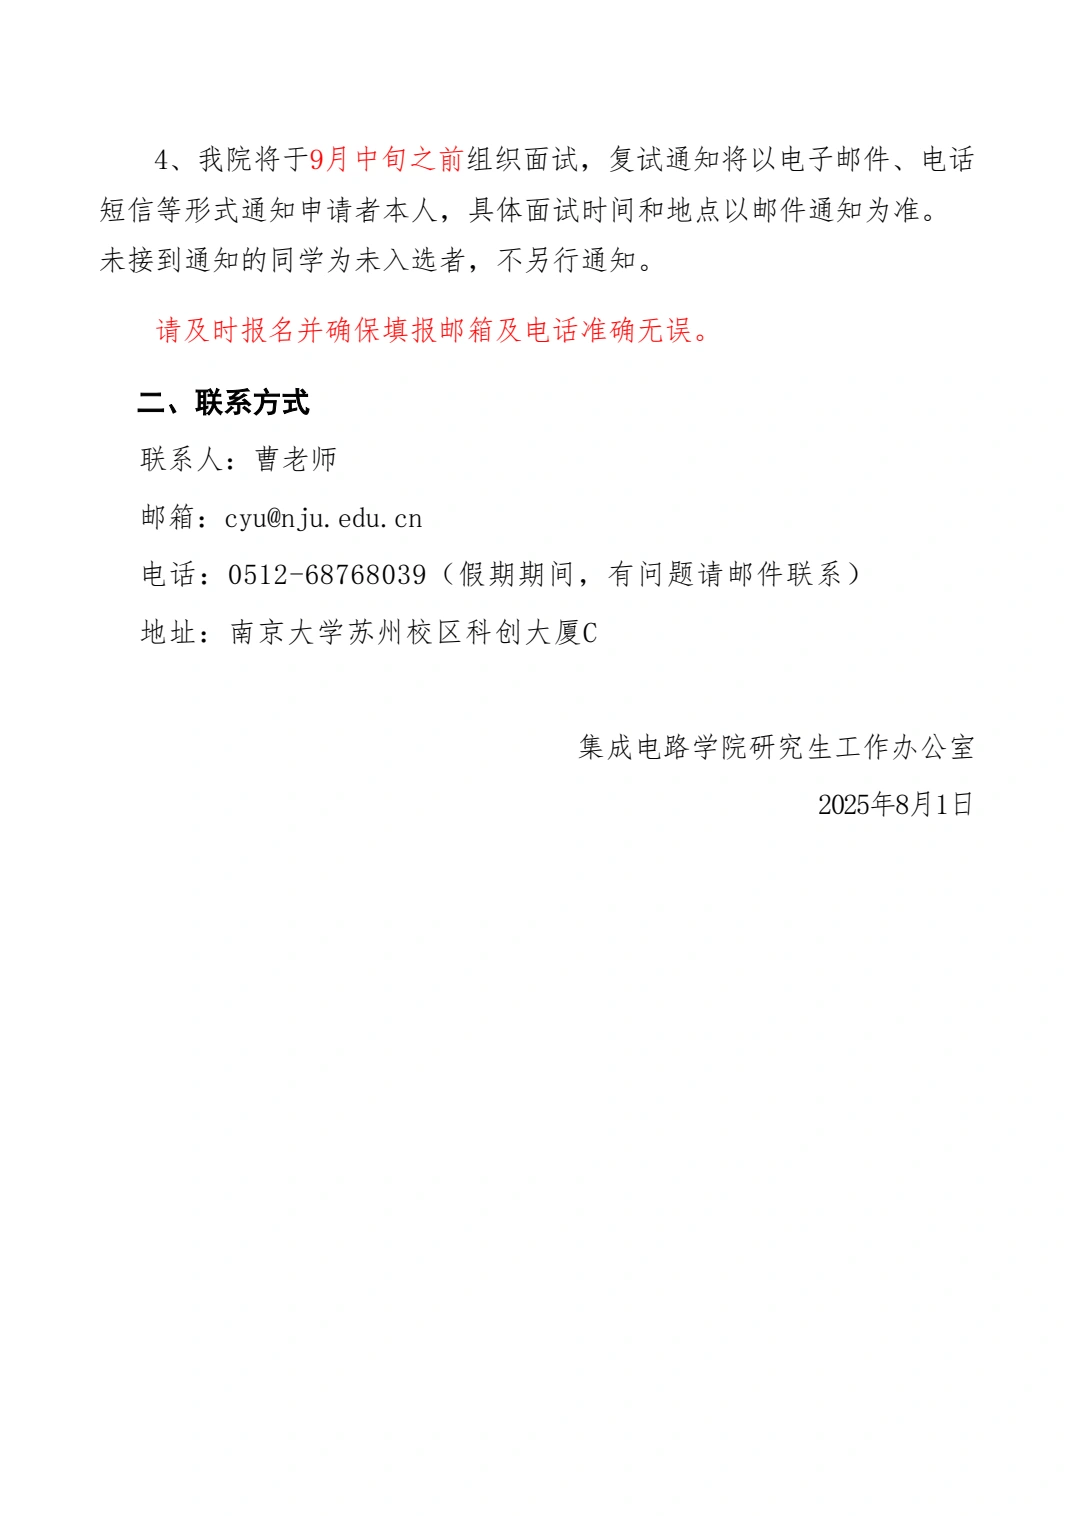 4、我院将于9月中旬之前组织面试，复试通知将以电子邮件、电话
短信等形式通知申请者本人，具体面试时间和地点以邮件通知为准。
未接到通知的同学为未入选者，不另行通知。
请及时报名并确保填报邮箱及电话准确无误。
二、联系方式
联系人：曹老师
邮箱：cyu@nju.edu.cn
电话：0512-68768039（假期期间，有问题请邮件联系）
地址：南京大学苏州校区科创大厦C
集成电路学院研究生工作办公室
2025年8月1日